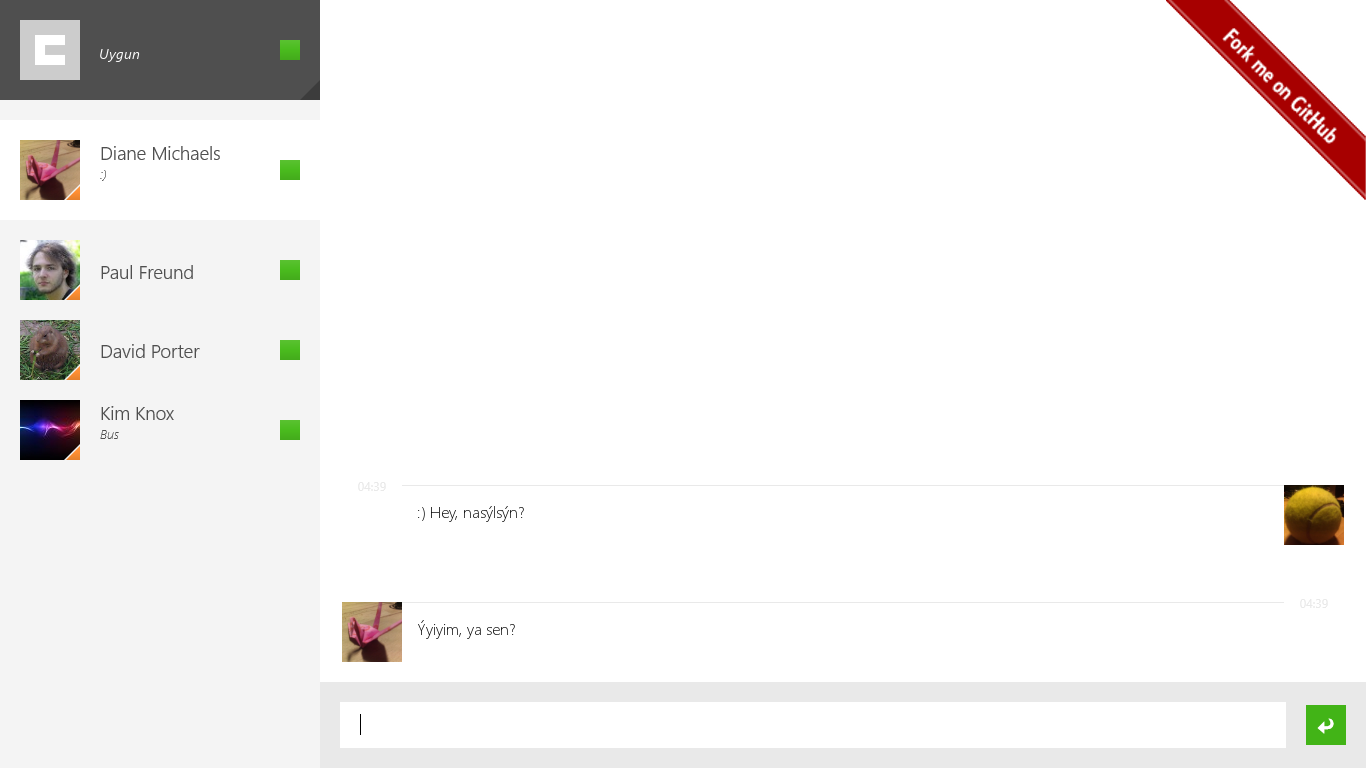 Uygun
Diane Michaels
:)
Paul Freund
David Porter
Kim Knox
Bus
Fork me on GitHub
04:39
:) Hey, nasýlsýn?
04:39
Ýyiyim, ya sen?